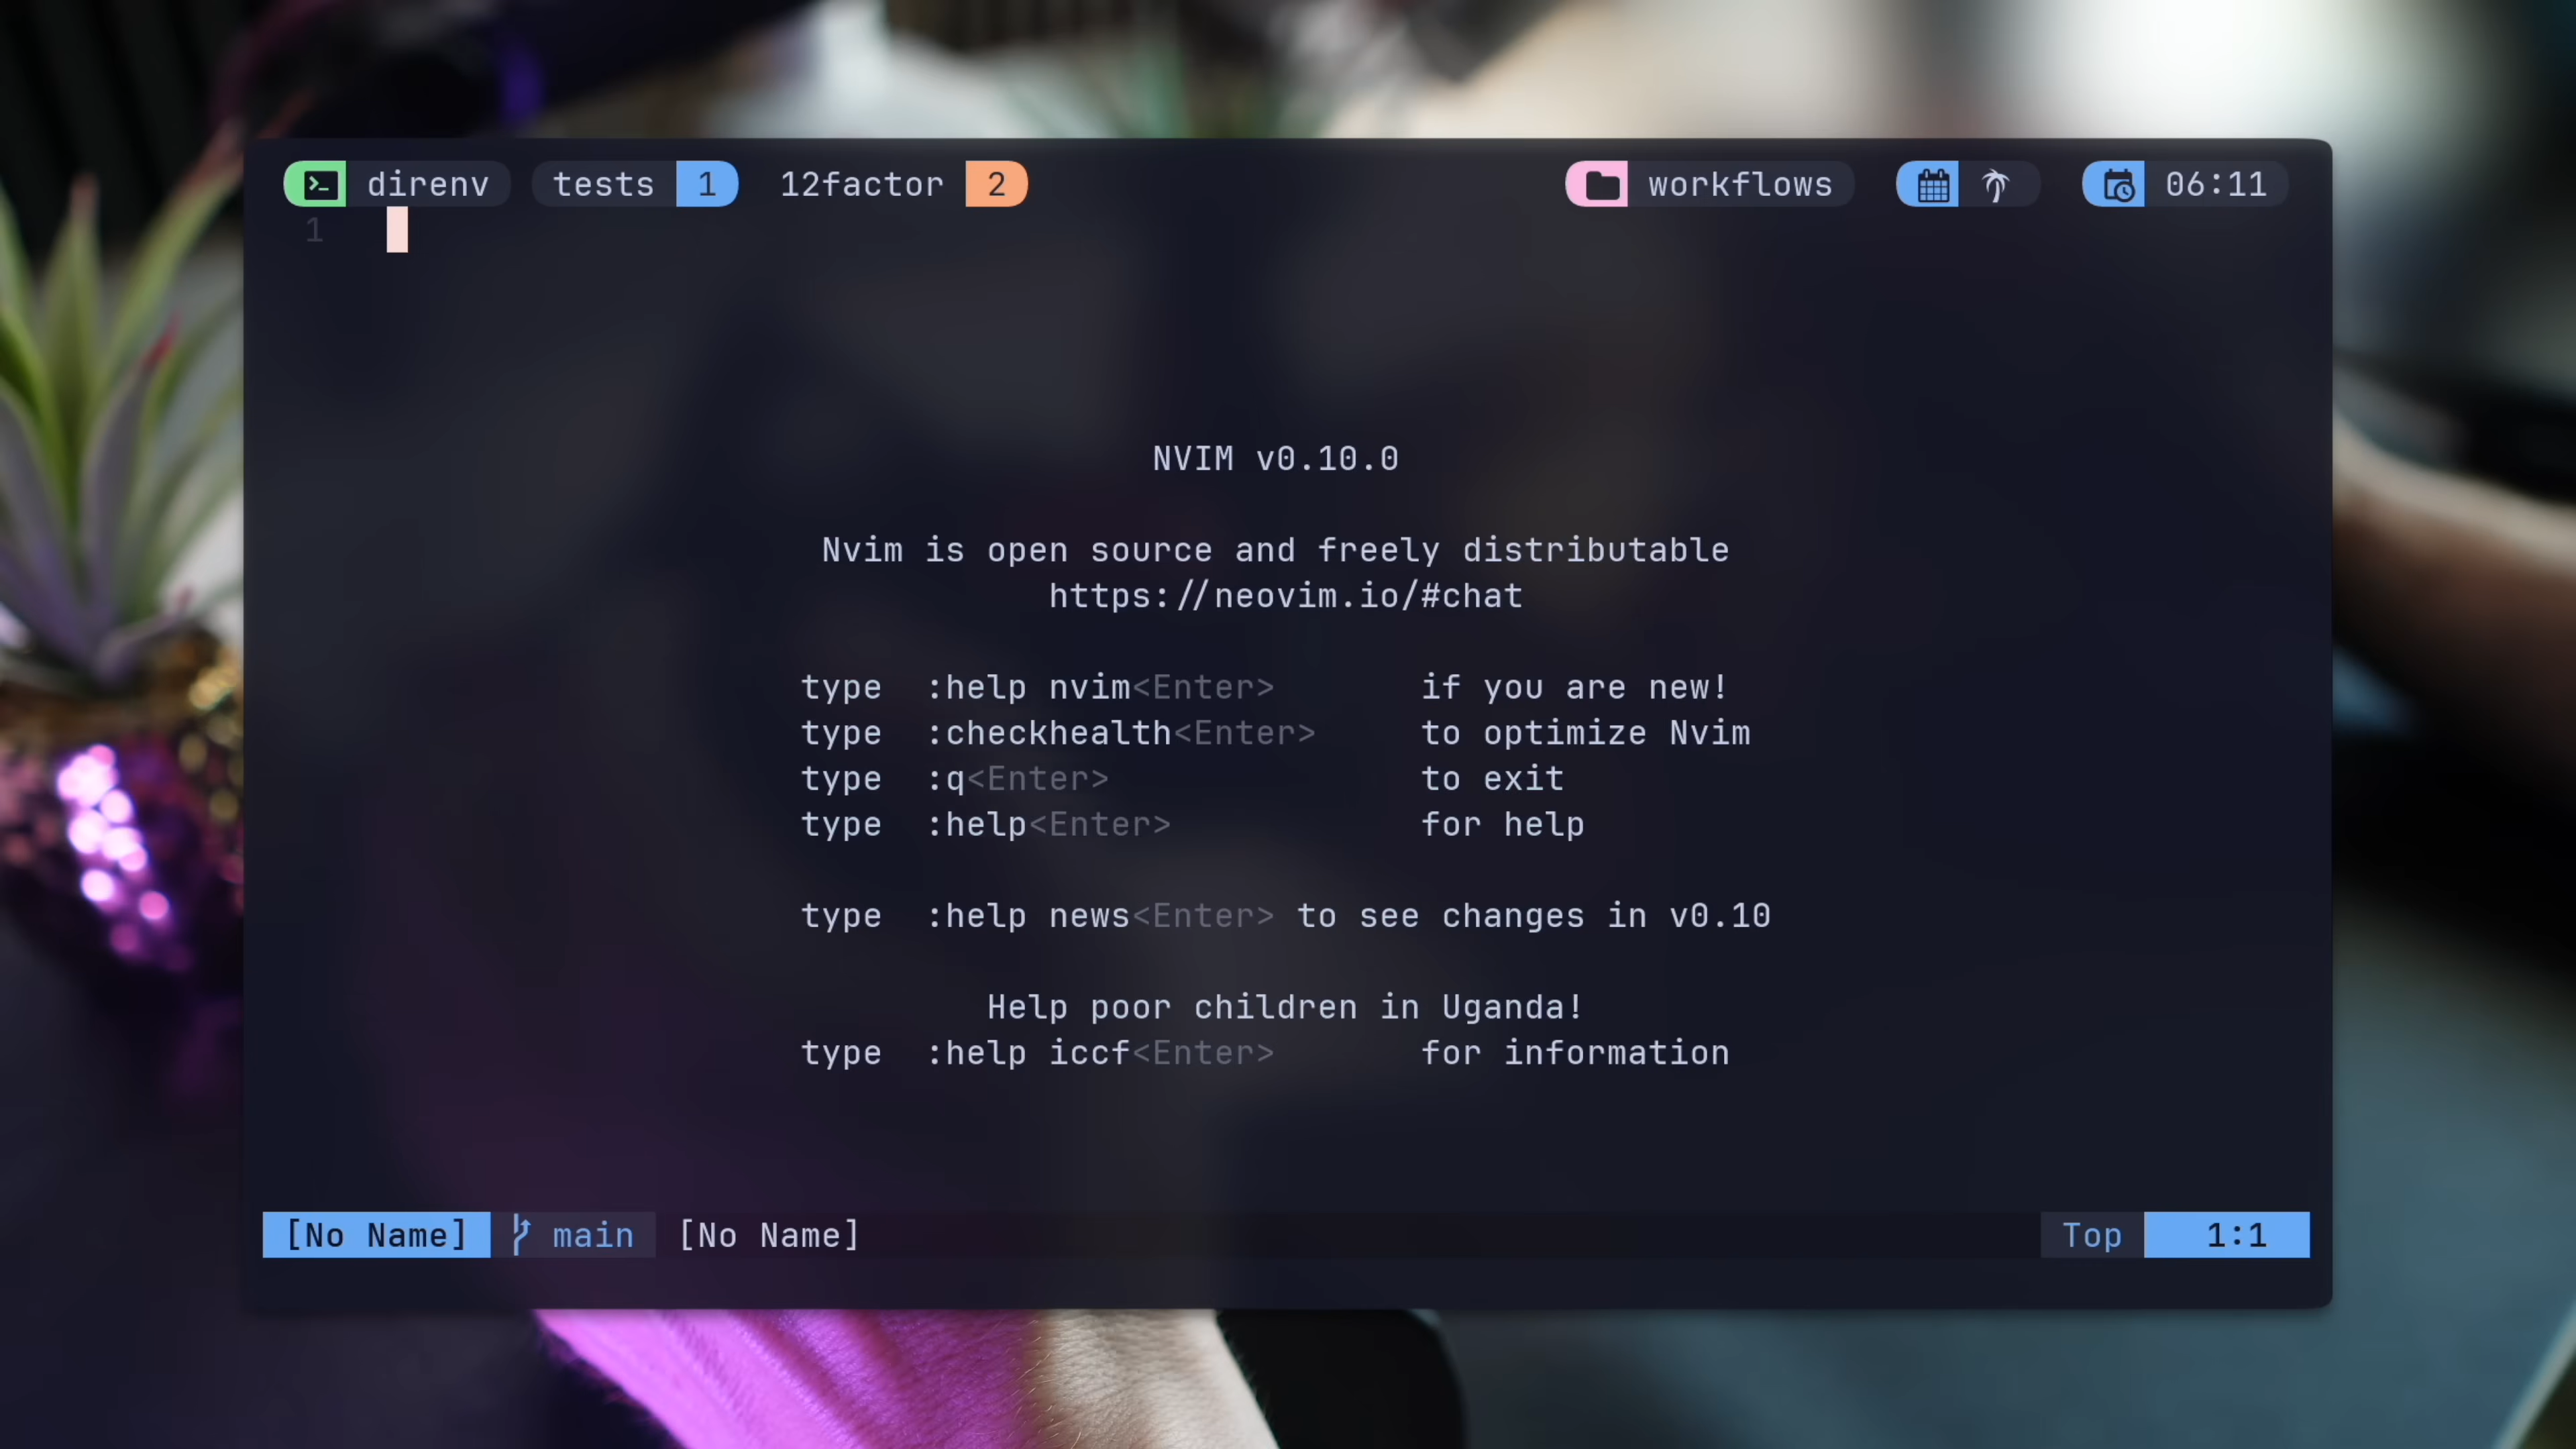 direnv tests 1 12factor 2 workflows 06:11
1
NVIM v0.10.0
Nvim is open source and freely distributable
https://neovim.io/#chat
type :help nvim<Enter> if you are new!
type :checkhealth<Enter> to optimize Nvim
type :q<Enter> to exit
type :help<Enter> for help
type :help news<Enter> to see changes in v0.10
Help poor children in Uganda!
type :help iccf<Enter> for information
[No Name] main [No Name] Top 1:1